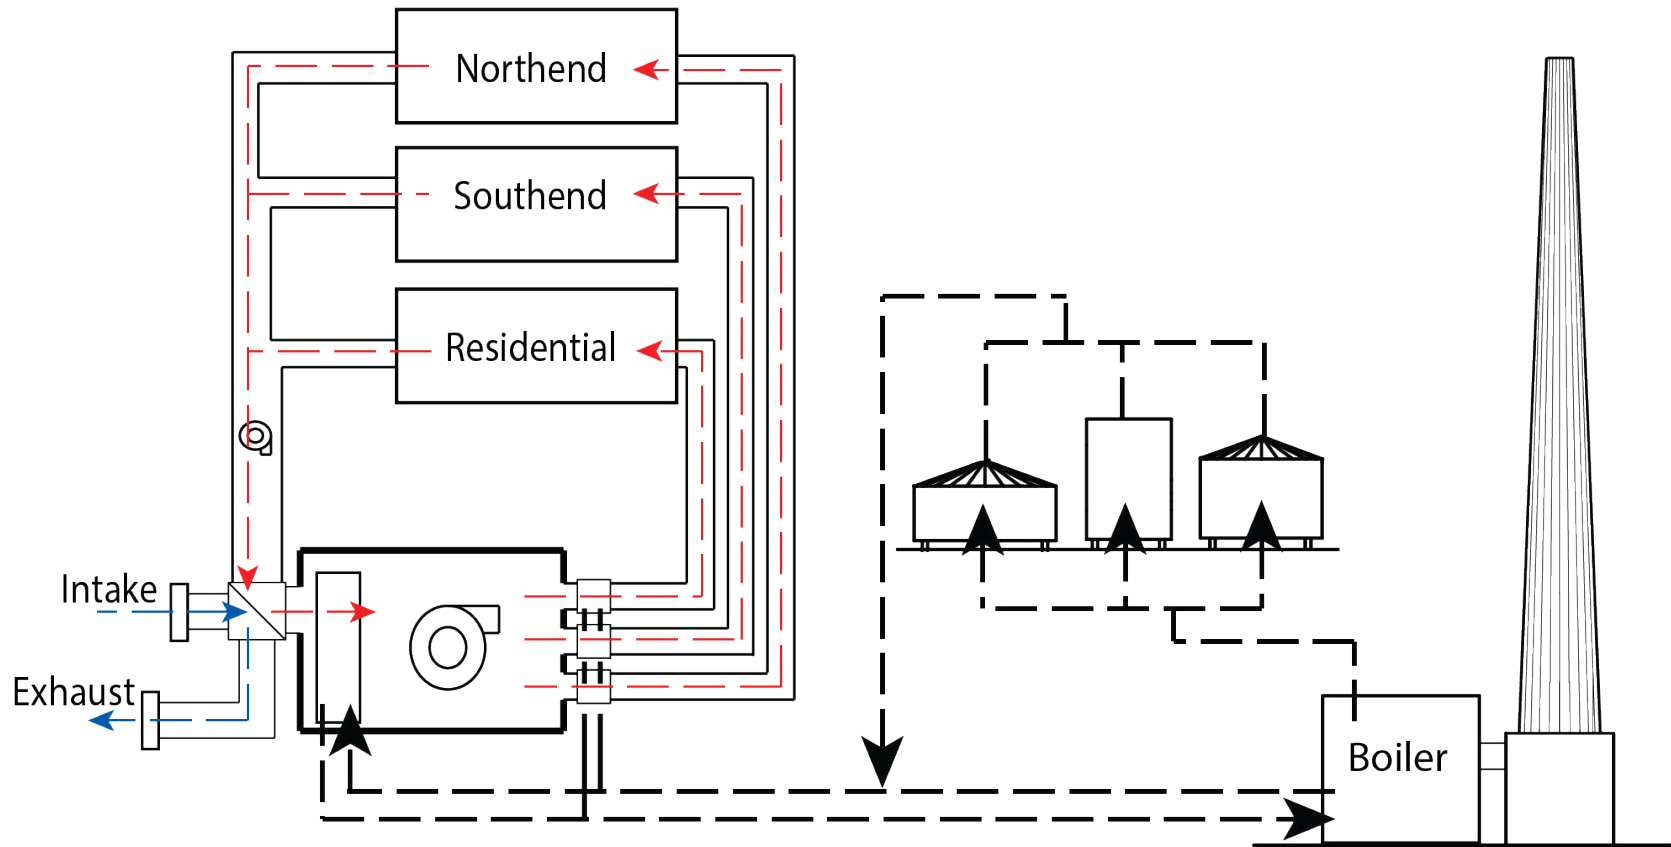 Northend
Southend
Residential
Intake
Exhaust
Boiler